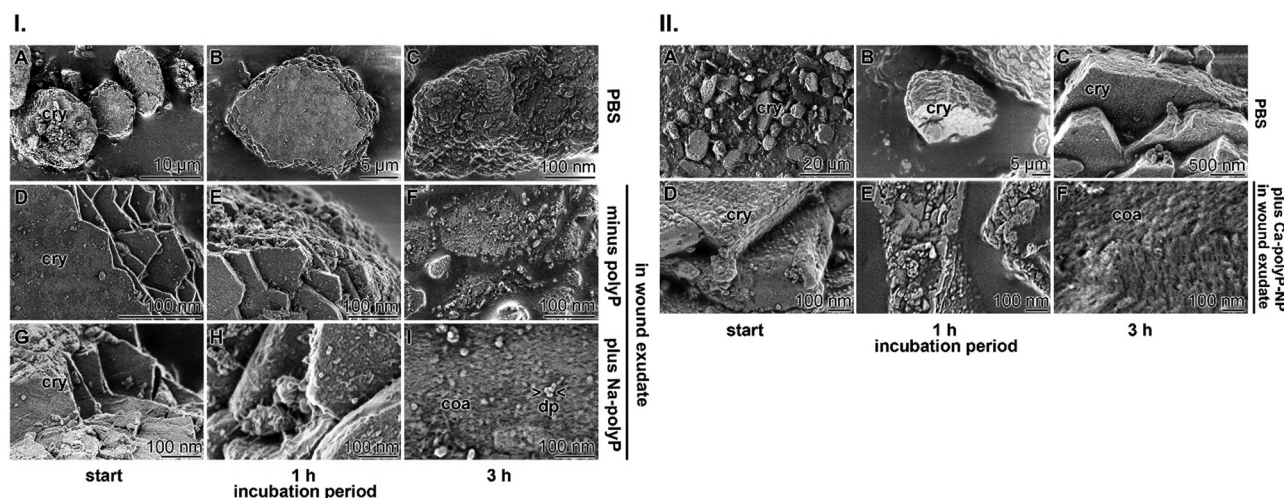 I.
A
cry
10 µm
B
5 µm
C
100 nm
PBS
D
cry
100 nm
E
100 nm
F
100 nm
minus polyP
G
cry
100 nm
H
100 nm
I
coa
> <
dp
100 nm
plus Na-polyP
in wound exudate
start
1 h
3 h
incubation period
II.
A
cry
20 µm
B
cry
5 µm
C
cry
500 nm
PBS
D
cry
100 nm
E
100 nm
F
coa
100 nm
plus Ca-polyP-NP
in wound exudate
start
1 h
3 h
incubation period